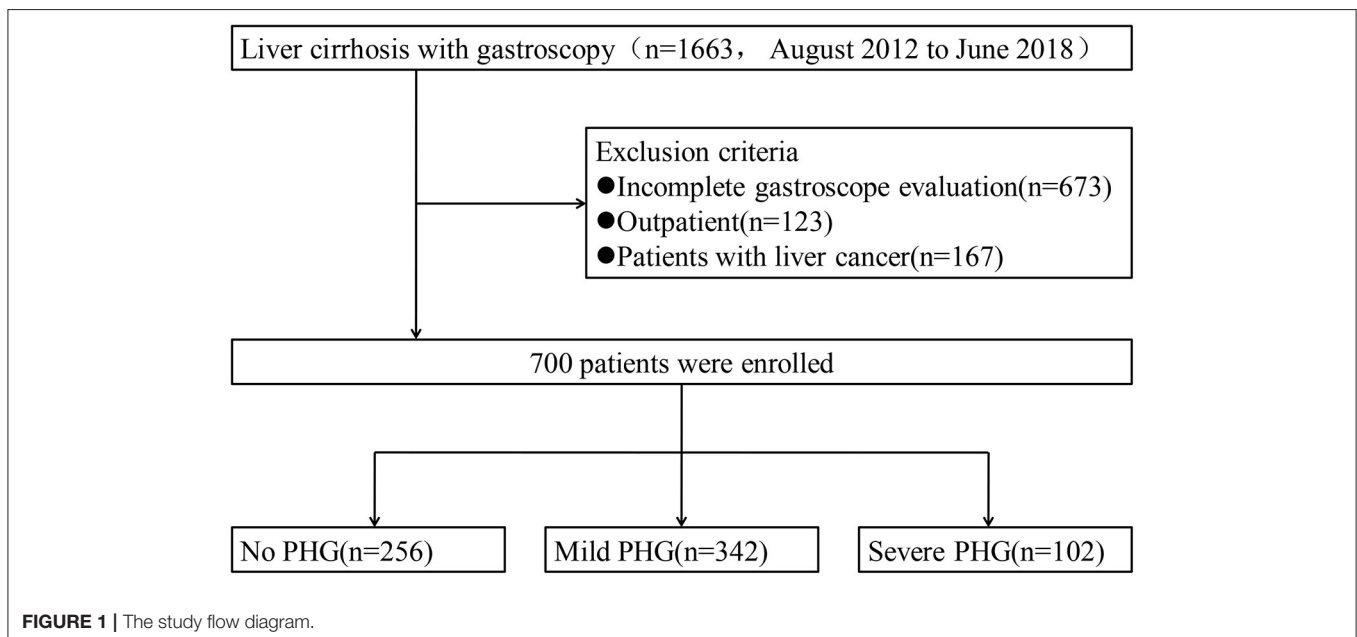 Liver cirrhosis with gastroscopy（n=1663， August 2012 to June 2018）
Exclusion criteria
●Incomplete gastroscope evaluation(n=673)
●Outpatient(n=123)
●Patients with liver cancer(n=167)
700 patients were enrolled
No PHG(n=256)
Mild PHG(n=342)
Severe PHG(n=102)
FIGURE 1 | The study flow diagram.